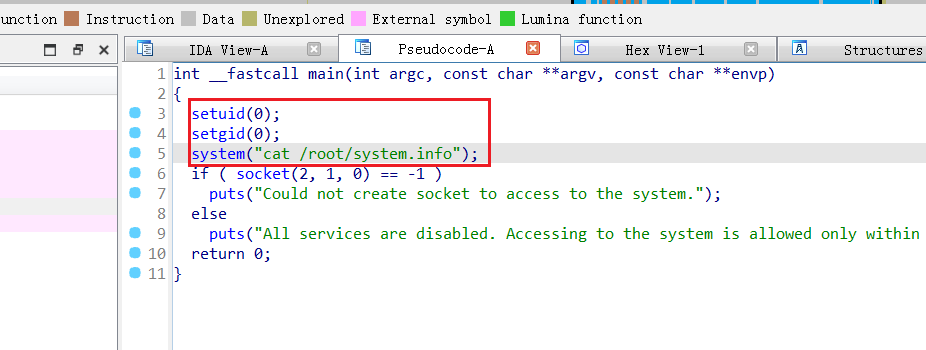 unction Instruction Data Unexplored External symbol Lumina function
IDA View-A Pseudocode-A Hex View-1 Structures
1 int __fastcall main(int argc, const char **argv, const char **envp)
2 {
3 setuid(0);
4 setgid(0);
5 system("cat /root/system.info");
6 if ( socket(2, 1, 0) == -1 )
7 puts("Could not create socket to access to the system.");
8 else
9 puts("All services are disabled. Accessing to the system is allowed only within
10 return 0;
11 }